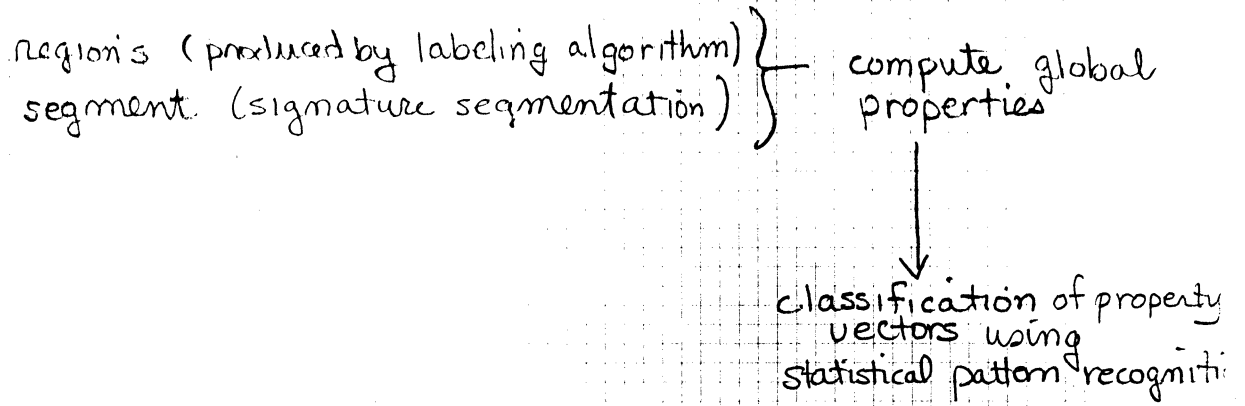 regions (produced by labeling algorithm)
segment. (signature segmentation)
compute global
properties
classification of property
vectors using
statistical pattern recogniti